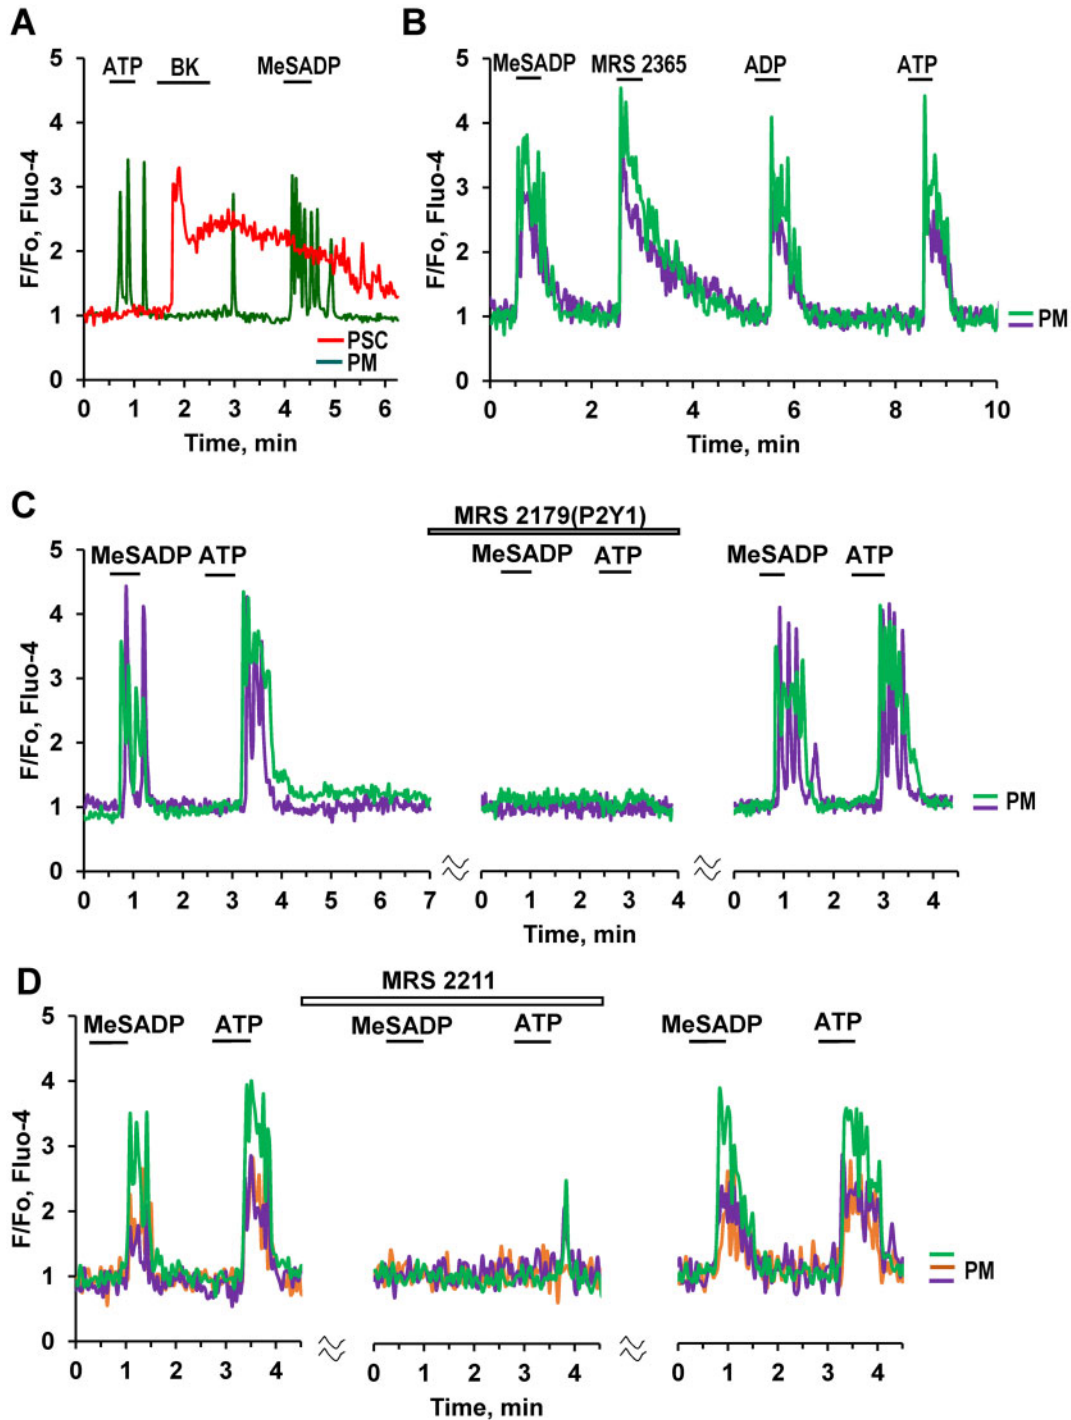 A
ATP BK MeSADP
5
4
3
2
1
0
F/Fo, Fluo-4
PSC
PM
0 1 2 3 4 5 6
Time, min
B
MeSADP MRS 2365 ADP ATP
5
4
3
2
1
0
F/Fo, Fluo-4
PM
0 2 4 6 8 10
Time, min
C
MRS 2179(P2Y1)
MeSADP ATP MeSADP ATP MeSADP ATP
5
4
3
2
1
0
F/Fo, Fluo-4
PM
0 1 2 3 4 5 6 7 0 1 2 3 4 0 1 2 3 4
Time, min
D
MRS 2211
MeSADP ATP MeSADP ATP MeSADP ATP
5
4
3
2
1
0
F/Fo, Fluo-4
PM
0 1 2 3 4 0 1 2 3 4 0 1 2 3 4
Time, min